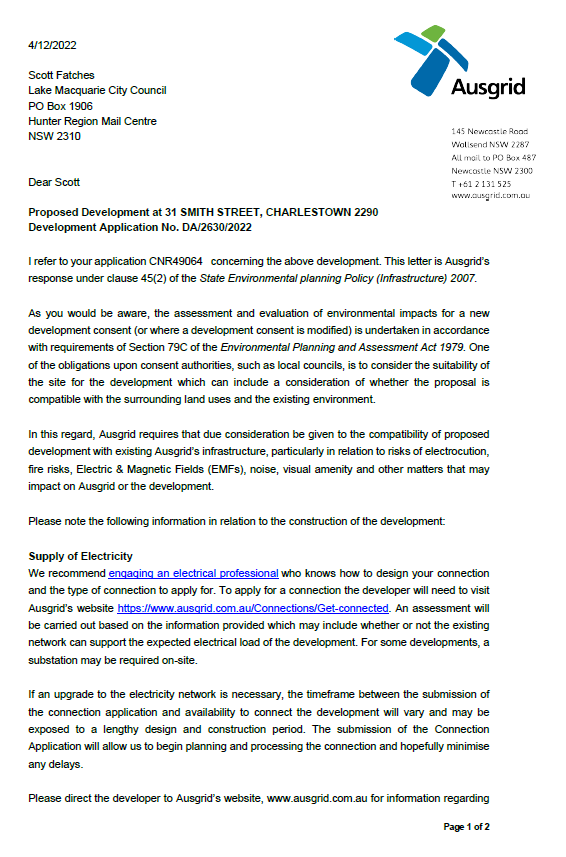 4/12/2022
Scott Fatches
Lake Macquarie City Council
PO Box 1906
Hunter Region Mail Centre
NSW 2310
Ausgrid
145 Newcastle Road
Wallsend NSW 2287
All mail to PO Box 487
Newcastle NSW 2300
T +61 2 131 525
www.ausgrid.com.au
Dear Scott
Proposed Development at 31 SMITH STREET, CHARLESTOWN 2290
Development Application No. DA/2630/2022
I refer to your application CNR49064 concerning the above development. This letter is Ausgrid's
response under clause 45(2) of the State Environmental planning Policy (Infrastructure) 2007.
As you would be aware, the assessment and evaluation of environmental impacts for a new
development consent (or where a development consent is modified) is undertaken in accordance
with requirements of Section 79C of the Environmental Planning and Assessment Act 1979. One
of the obligations upon consent authorities, such as local councils, is to consider the suitability of
the site for the development which can include a consideration of whether the proposal is
compatible with the surrounding land uses and the existing environment.
In this regard, Ausgrid requires that due consideration be given to the compatibility of proposed
development with existing Ausgrid's infrastructure, particularly in relation to risks of electrocution,
fire risks, Electric & Magnetic Fields (EMFs), noise, visual amenity and other matters that may
impact on Ausgrid or the development.
Please note the following information in relation to the construction of the development:
Supply of Electricity
We recommend engaging an electrical professional who knows how to design your connection
and the type of connection to apply for. To apply for a connection the developer will need to visit
Ausgrid's website https://www.ausgrid.com.au/Connections/Get-connected. An assessment will
be carried out based on the information provided which may include whether or not the existing
network can support the expected electrical load of the development. For some developments, a
substation may be required on-site.
If an upgrade to the electricity network is necessary, the timeframe between the submission of
the connection application and availability to connect the development will vary and may be
exposed to a lengthy design and construction period. The submission of the Connection
Application will allow us to begin planning and processing the connection and hopefully minimise
any delays.
Please direct the developer to Ausgrid's website, www.ausgrid.com.au for information regarding
Page 1 of 2